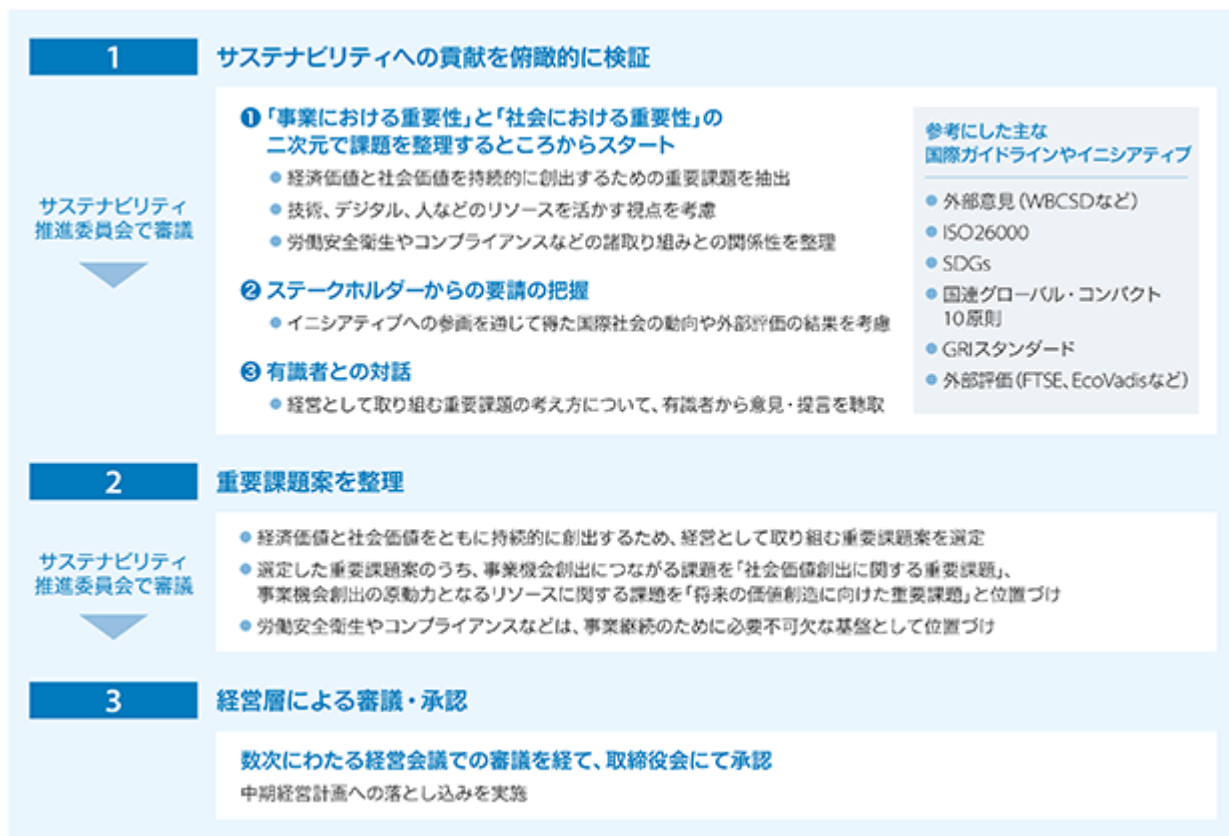 1
サステナビリティへの貢献を俯瞰的に検証
サステナビリティ
推進委員会で審議
❶「事業における重要性」と「社会における重要性」の
二次元で課題を整理するところからスタート
● 経済価値と社会価値を持続的に創出するための重要課題を抽出
● 技術、デジタル、人などのリソースを活かす視点を考慮
● 労働安全衛生やコンプライアンスなどの諸取り組みとの関係性を整理
❷ ステークホルダーからの要請の把握
● イニシアティブへの参画を通じて得た国際社会の動向や外部評価の結果を考慮
❸ 有識者との対話
● 経営として取り組む重要課題の考え方について、有識者から意見・提言を聴取
参考にした主な
国際ガイドラインやイニシアティブ
● 外部意見（WBCSDなど）
● ISO26000
● SDGs
● 国連グローバル・コンパクト
10原則
● GRIスタンダード
● 外部評価（FTSE、EcoVadisなど）
2
重要課題案を整理
サステナビリティ
推進委員会で審議
● 経済価値と社会価値をともに持続的に創出するため、経営として取り組む重要課題案を選定
● 選定した重要課題案のうち、事業機会創出につながる課題を「社会価値創出に関する重要課題」、
事業機会創出の原動力となるリソースに関する課題を「将来の価値創造に向けた重要課題」と位置づけ
● 労働安全衛生やコンプライアンスなどは、事業継続のために必要不可欠な基盤として位置づけ
3
経営層による審議・承認
数次にわたる経営会議での審議を経て、取締役会にて承認
中期経営計画への落とし込みを実施